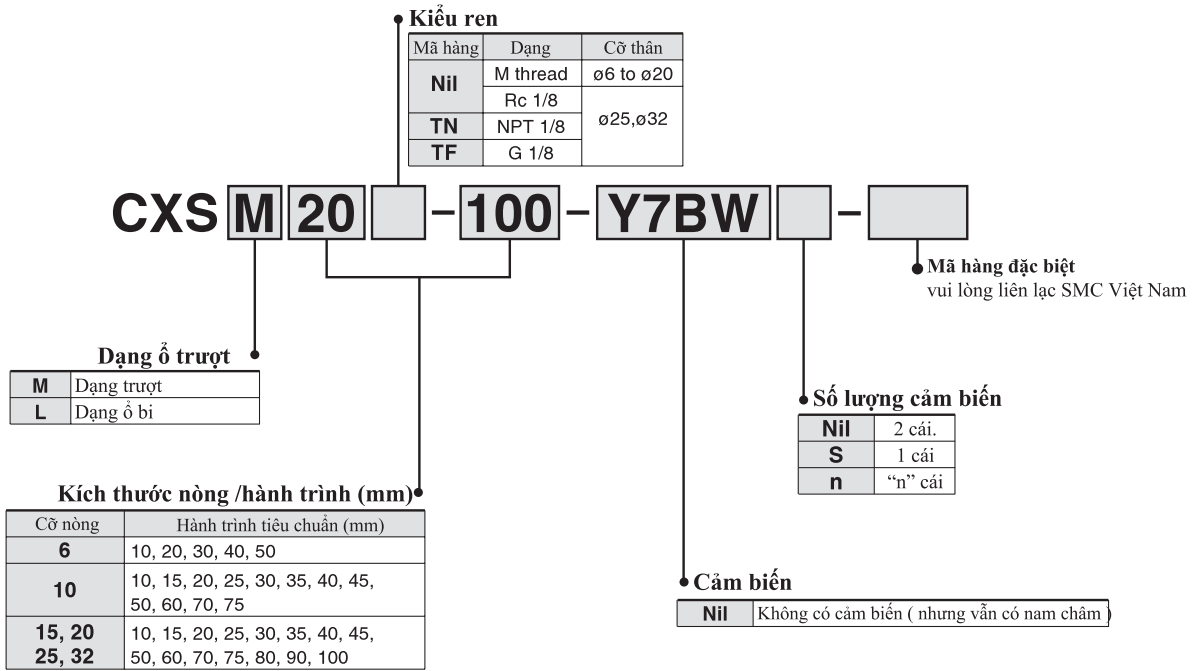 Kiểu ren
Mã hàng Dạng Cỡ thân
Nil M thread ø6 to ø20
Rc 1/8 ø25,ø32
TN NPT 1/8
TF G 1/8
CXS M 20 - 100 - Y7BW -
Mã hàng đặc biệt
vui lòng liên lạc SMC Việt Nam
Dạng ổ trượt
M Dạng trượt
L Dạng ổ bi
Số lượng cảm biến
Nil 2 cái.
S 1 cái
n “n” cái
Kích thước nòng /hành trình (mm)
Cỡ nòng Hành trình tiêu chuẩn (mm)
6 10, 20, 30, 40, 50
10 10, 15, 20, 25, 30, 35, 40, 45,
50, 60, 70, 75
15, 20 10, 15, 20, 25, 30, 35, 40, 45,
25, 32 50, 60, 70, 75, 80, 90, 100
Cảm biến
Nil Không có cảm biến ( nhưng vẫn có nam châm )